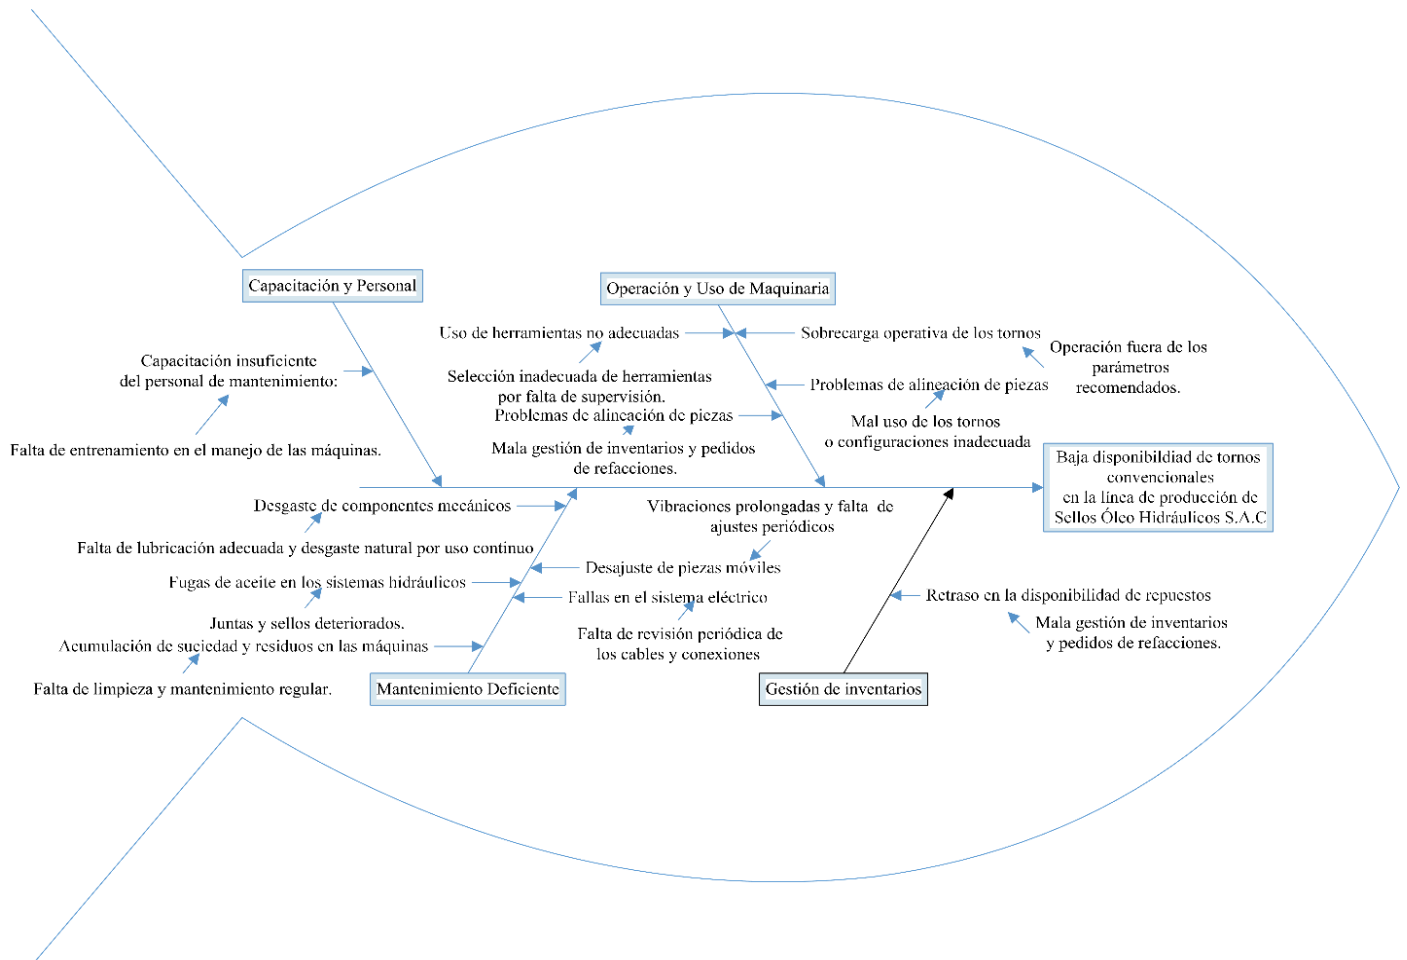 Capacitación y Personal
Operación y Uso de Maquinaria
Uso de herramientas no adecuadas
Sobrecarga operativa de los tornos
Operación fuera de los
parámetros
recomendados.
Capacitación insuficiente
del personal de mantenimiento:
Selección inadecuada de herramientas
por falta de supervisión.
Problemas de alineación de piezas
Problemas de alineación de piezas
Mal uso de los tornos
o configuraciones inadecuada
Falta de entrenamiento en el manejo de las máquinas.
Mala gestión de inventarios y pedidos
de refacciones.
Baja disponibildiad de tornos
convencionales
en la línea de producción de
Sellos Óleo Hidráulicos S.A.C
Desgaste de componentes mecánicos
Vibraciones prolongadas y falta de
ajustes periódicos
Falta de lubricación adecuada y desgaste natural por uso continuo
Desajuste de piezas móviles
Fugas de aceite en los sistemas hidráulicos
Fallas en el sistema eléctrico
Retraso en la disponibilidad de repuestos
Juntas y sellos deteriorados.
Mala gestión de inventarios
y pedidos de refacciones.
Acumulación de suciedad y residuos en las máquinas
Falta de revisión periódica de
los cables y conexiones
Falta de limpieza y mantenimiento regular.
Mantenimiento Deficiente
Gestión de inventarios